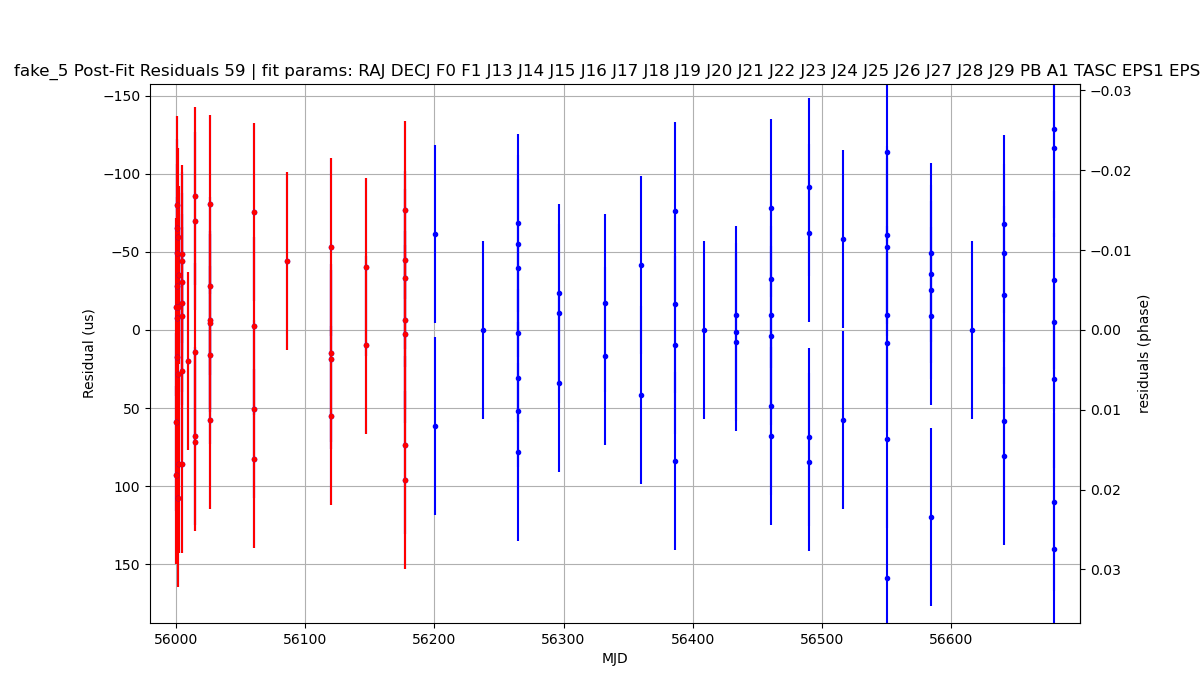 fake_5 Post-Fit Residuals 59 | fit params: RAJ DECJ F0 F1 J13 J14 J15 J16 J17 J18 J19 J20 J21 J22 J23 J24 J25 J26 J27 J28 J29 PB A1 TASC EPS1 EPS
−150
−100
−50
0
50
100
150
Residual (us)
−0.03
−0.02
−0.01
0.00
0.01
0.02
0.03
residuals (phase)
56000 56100 56200 56300 56400 56500 56600
MJD